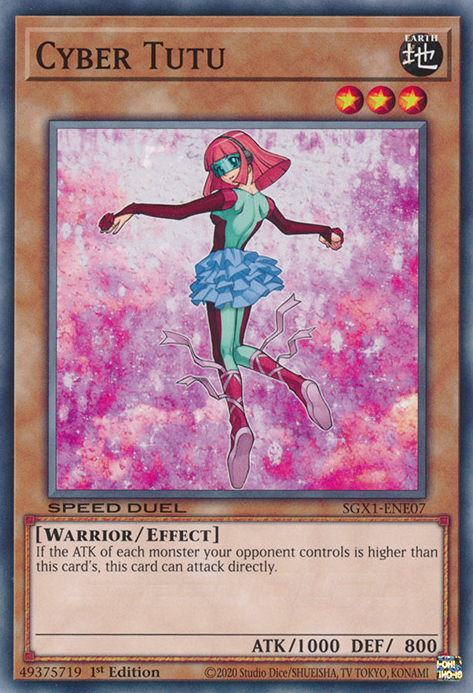 CYBER TUTU
EARTH
地
SPEED DUEL
SGX1-ENE07
[WARRIOR/EFFECT]
If the ATK of each monster your opponent controls is higher than
this card's, this card can attack directly.
ATK/1000 DEF/ 800
49375719 1st Edition ©2020 Studio Dice/SHUEISHA, TV TOKYO, KONAMI